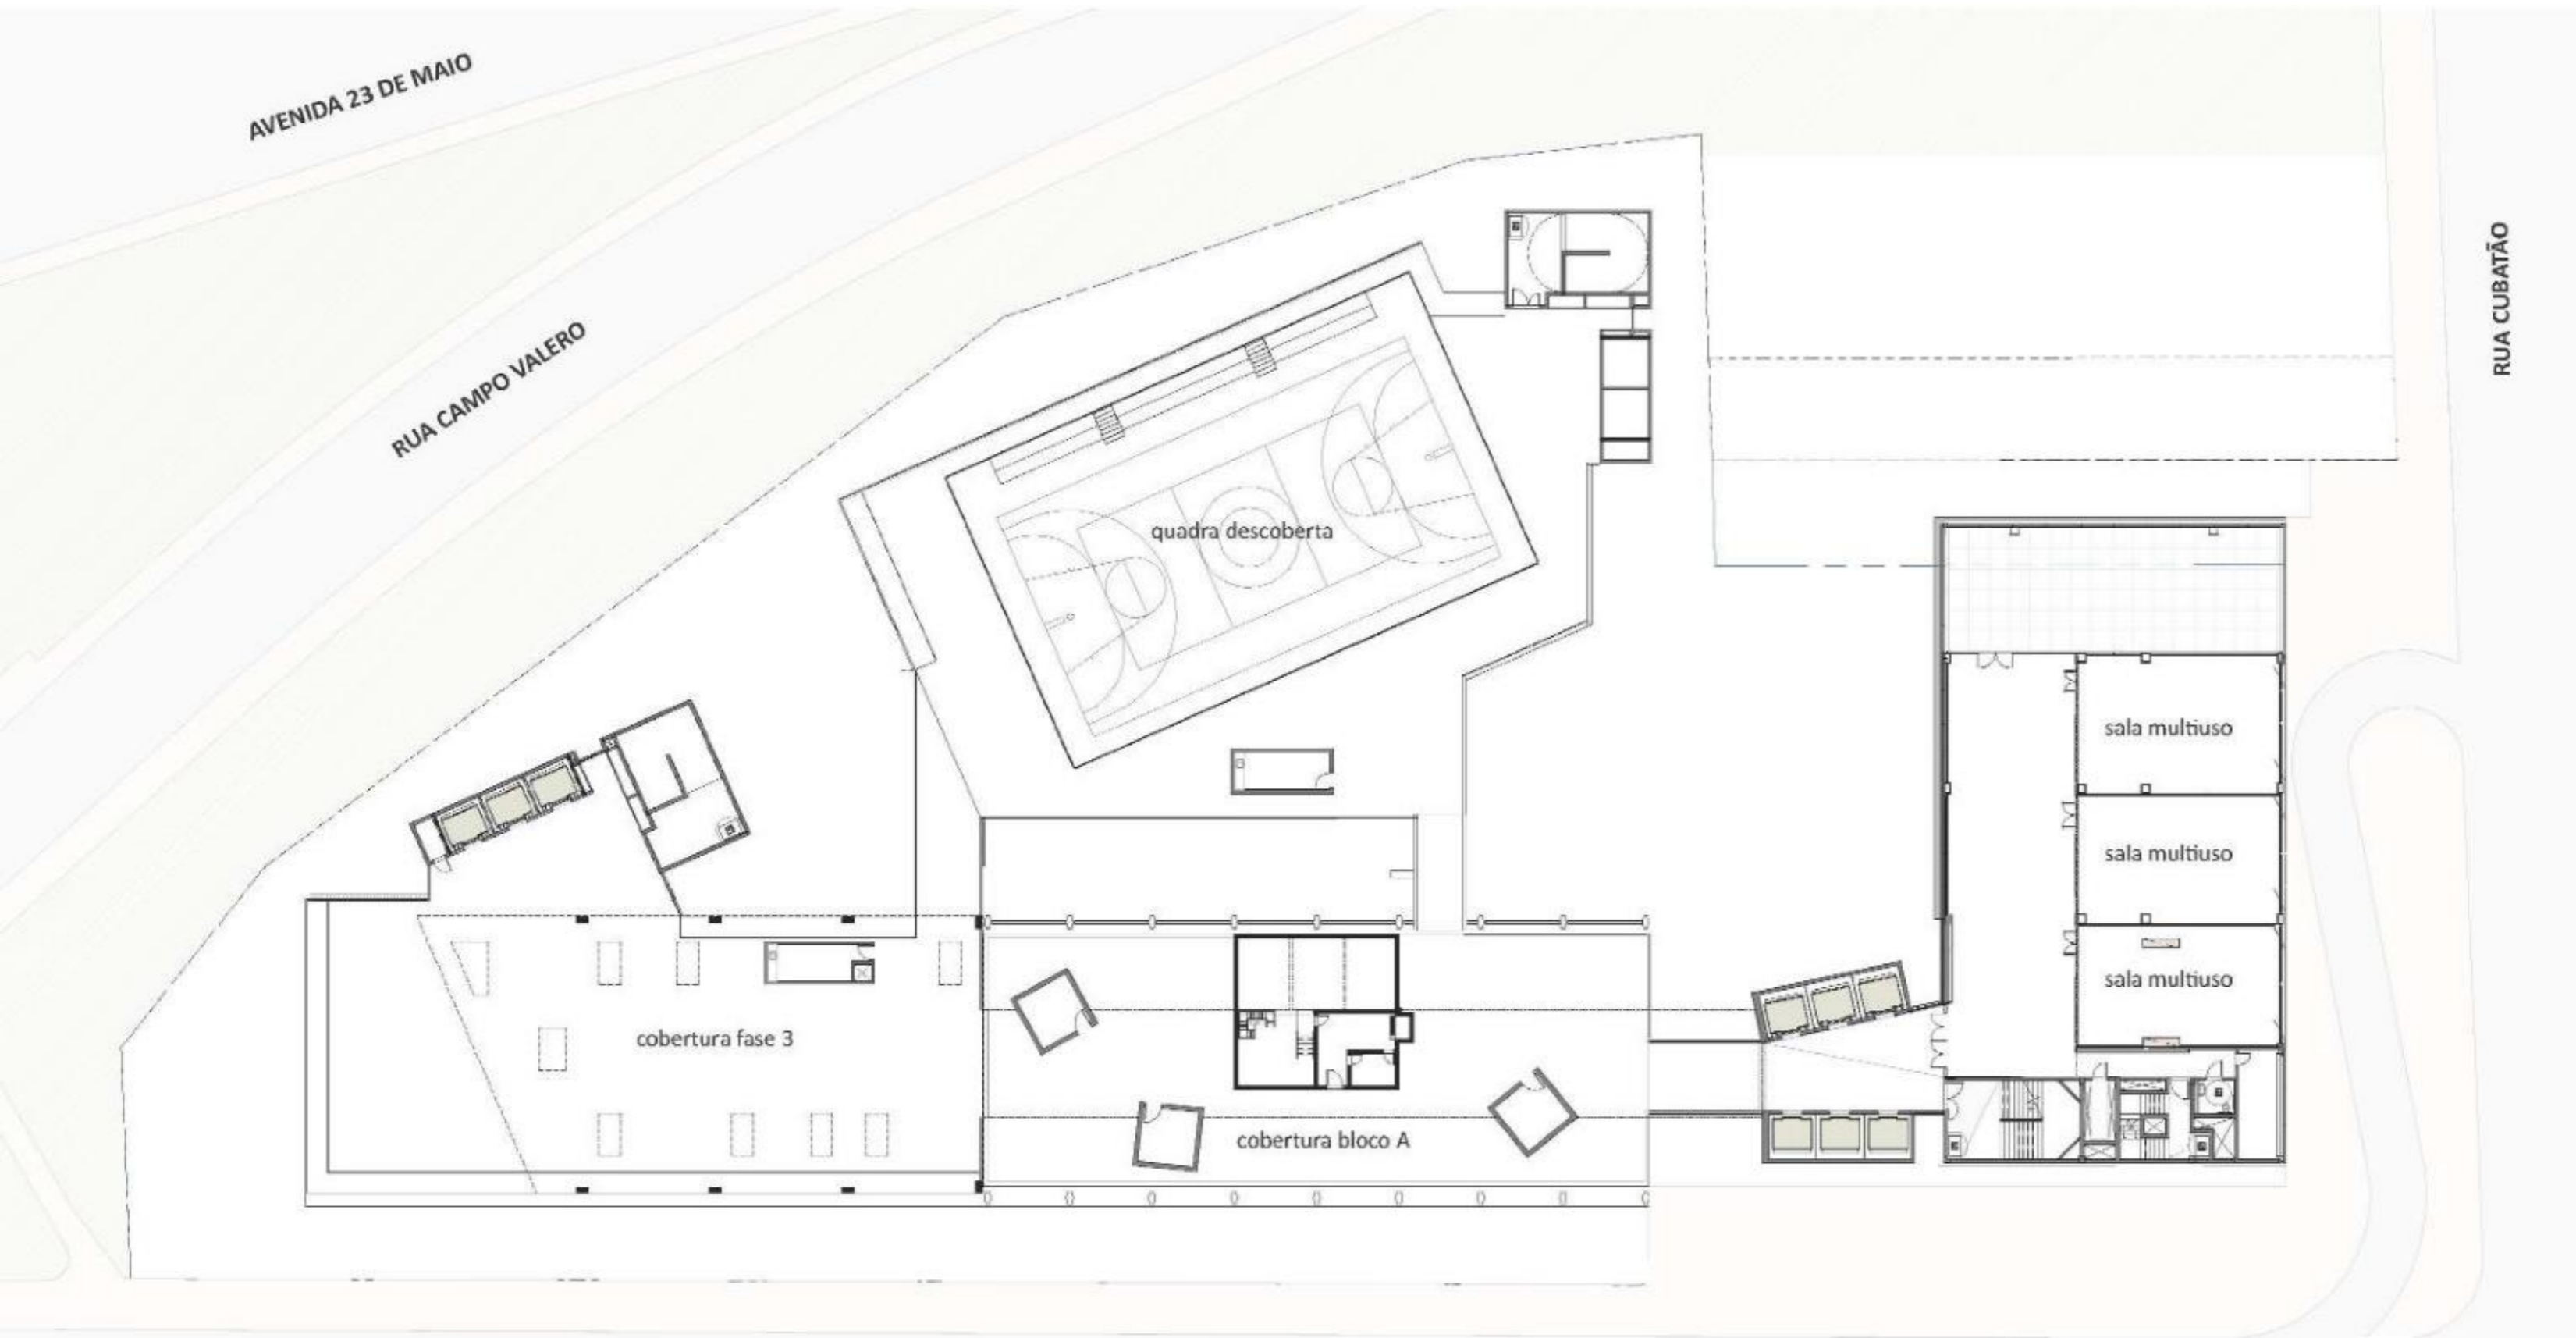 AVENIDA 23 DE MAIO
RUA CAMPO VALERO
RUA CUBATÃO
quadra descoberta
sala multiuso
sala multiuso
sala multiuso
cobertura fase 3
cobertura bloco A